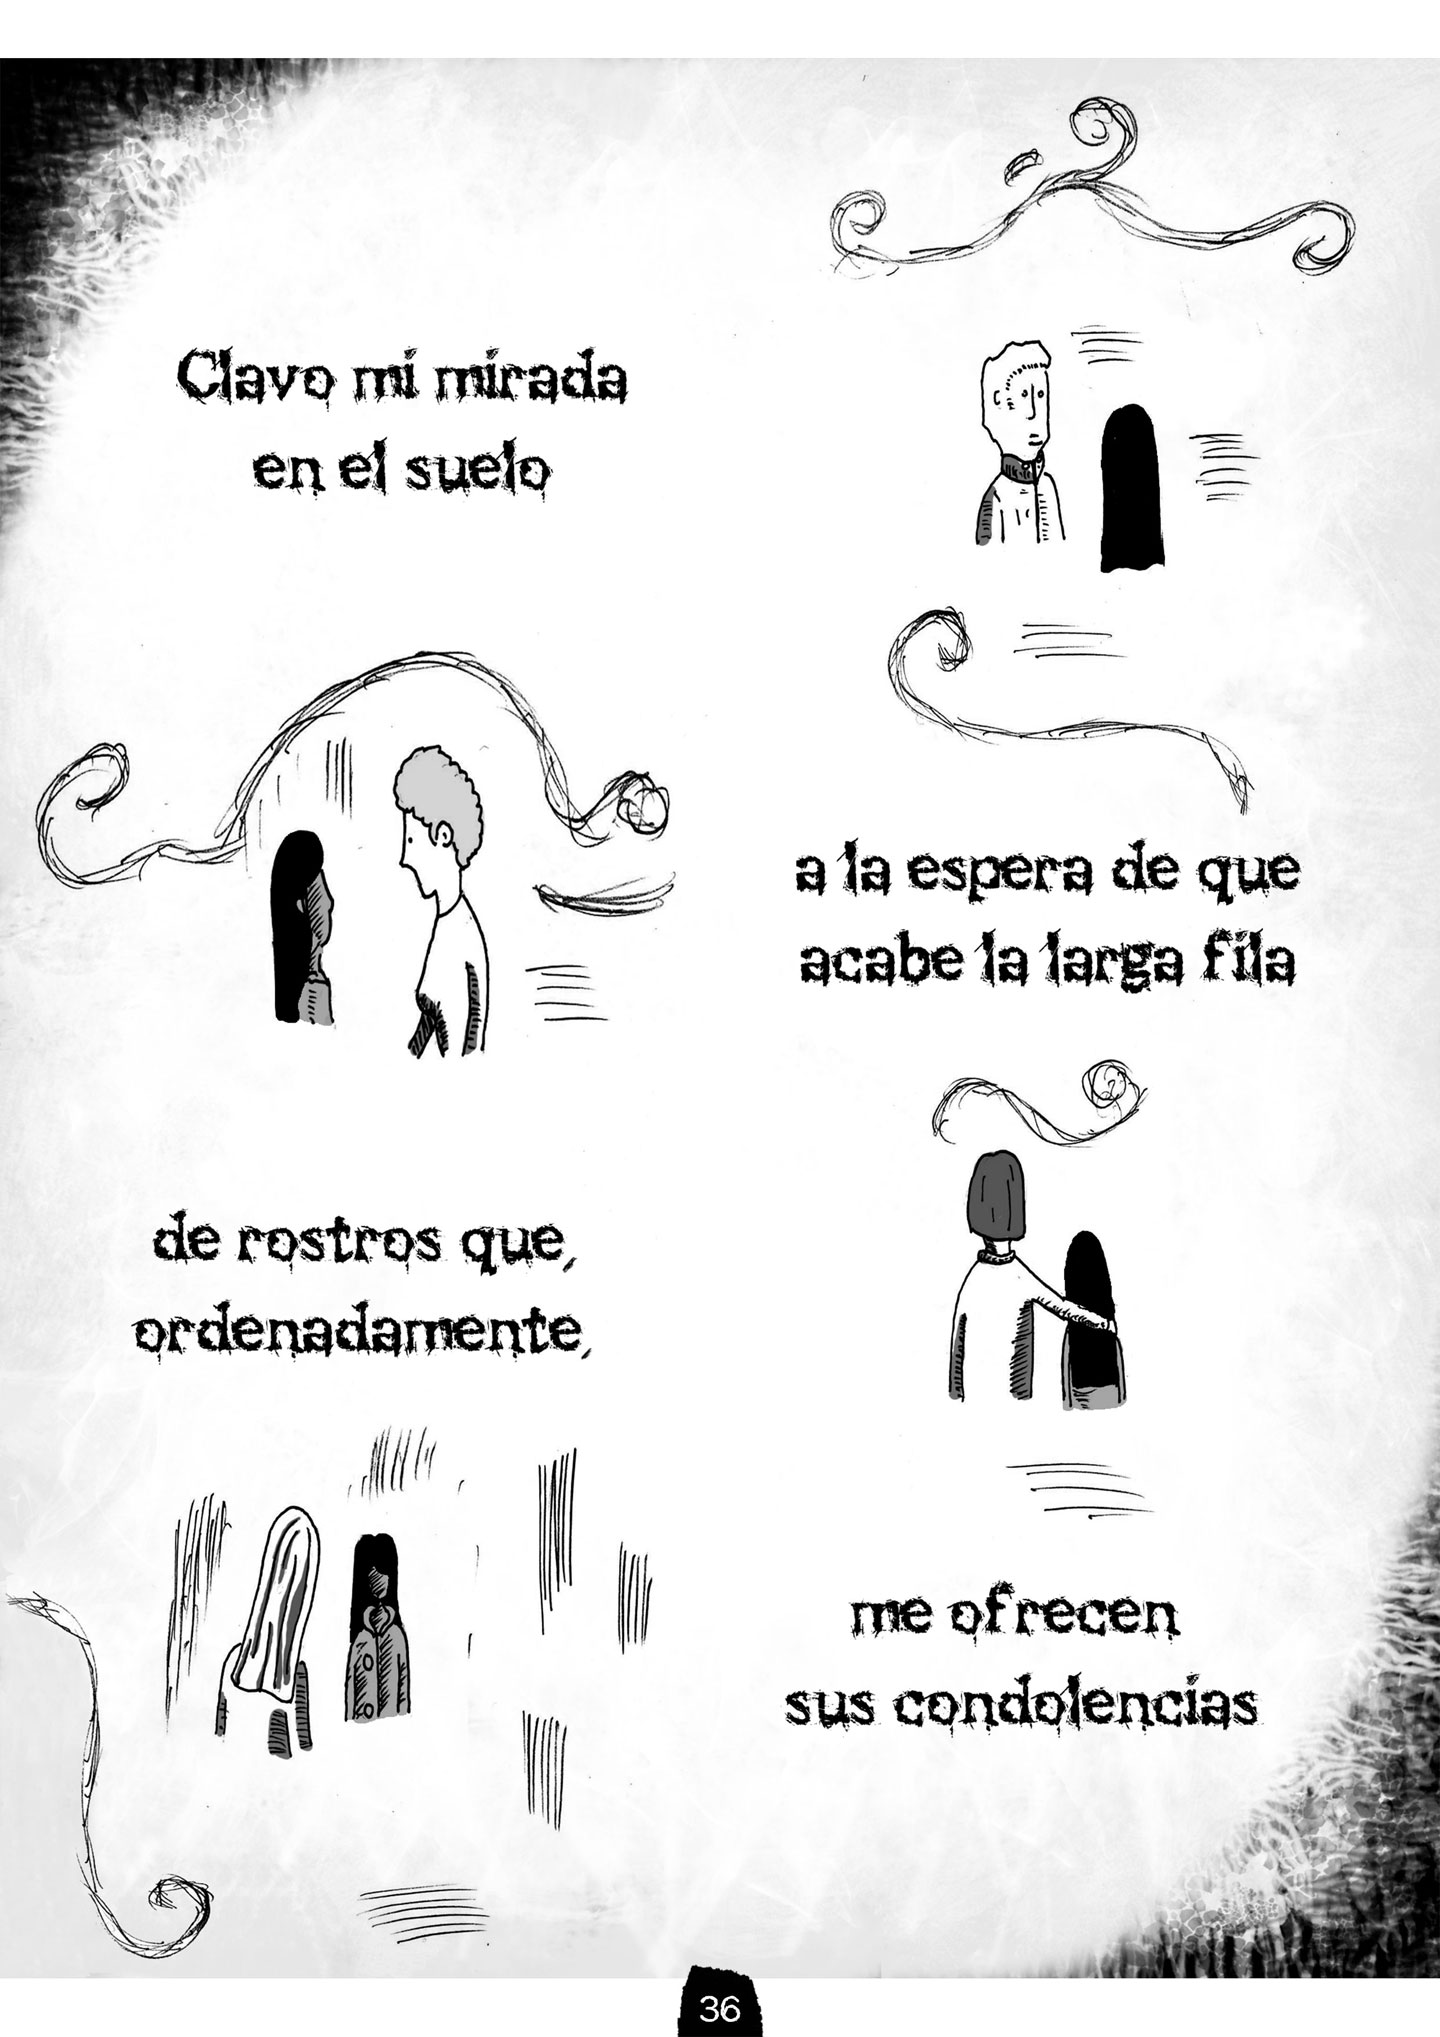 Clavo mi mirada
en el suelo
a la espera de que
acabe la larga fila
de rostros que,
ordenadamente,
me ofrecen
sus condolencias
36